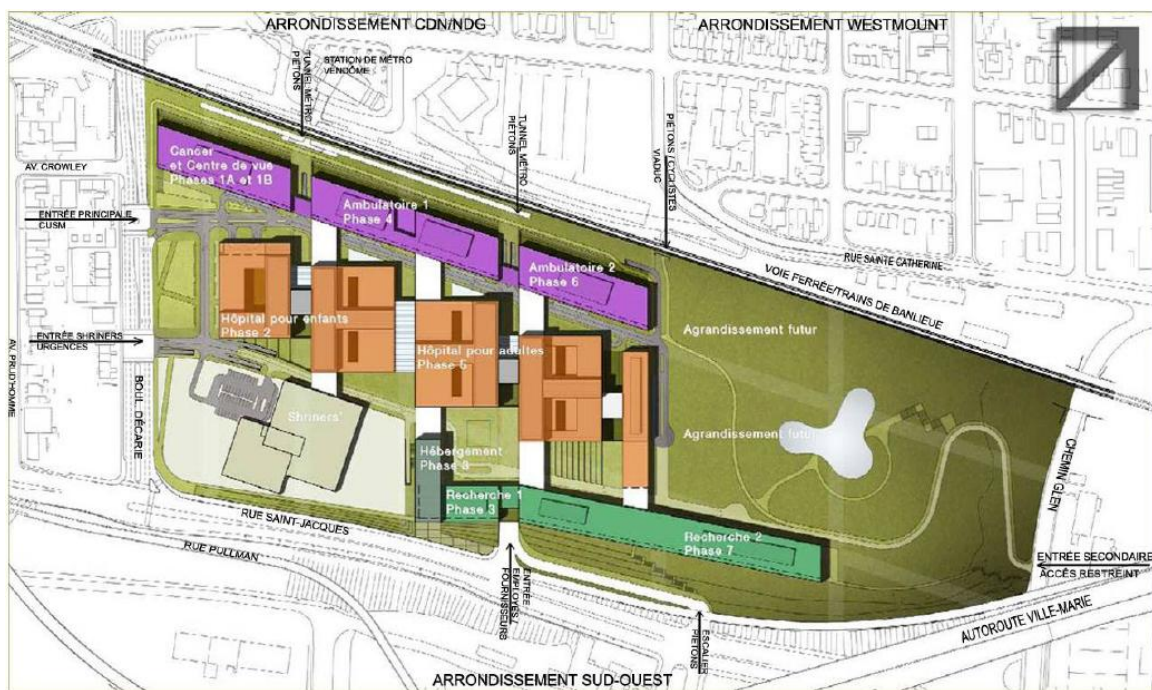 ARRONDISSEMENT CDN/NDG
ARRONDISSEMENT WESTMOUNT
TUNNEL MÉTRO
PIÉTONS
STATION DE MÉTRO
VENDÔME
TUNNEL MÉTRO
PIÉTONS
PIÉTONS / CYCLISTES
VIADUC
AV. CROWLEY
Cancer
et Centre de vue
Phases 1A et 1B
ENTRÉE PRINCIPALE
CUSM
Ambulatoire 1
Phase 4
Ambulatoire 2
Phase 6
RUE SAINTE CATHERINE
VOIE FERRÉE/TRAINS DE BANLIEUE
Hôpital pour enfants
Phase 2
ENTRÉE SHRINERS
URGENCES
Hôpital pour adultes
Phase 5
Agrandissement futur
AV. PRUD'HOMME
BOUL. DÉCARIE
Shriners'
Agrandissement futur
Hébergement
Phase 3
CHEMIN GLEN
Recherche 1
Phase 3
RUE SAINT-JACQUES
RUE PULLMAN
Recherche 2
Phase 7
ENTRÉE
EMPLOYÉS /
FOURNISSEURS
ENTRÉE SECONDAIRE
ACCÈS RESTREINT
ESCALIER
PIÉTONS
AUTOROUTE VILLE-MARIE
ARRONDISSEMENT SUD-OUEST